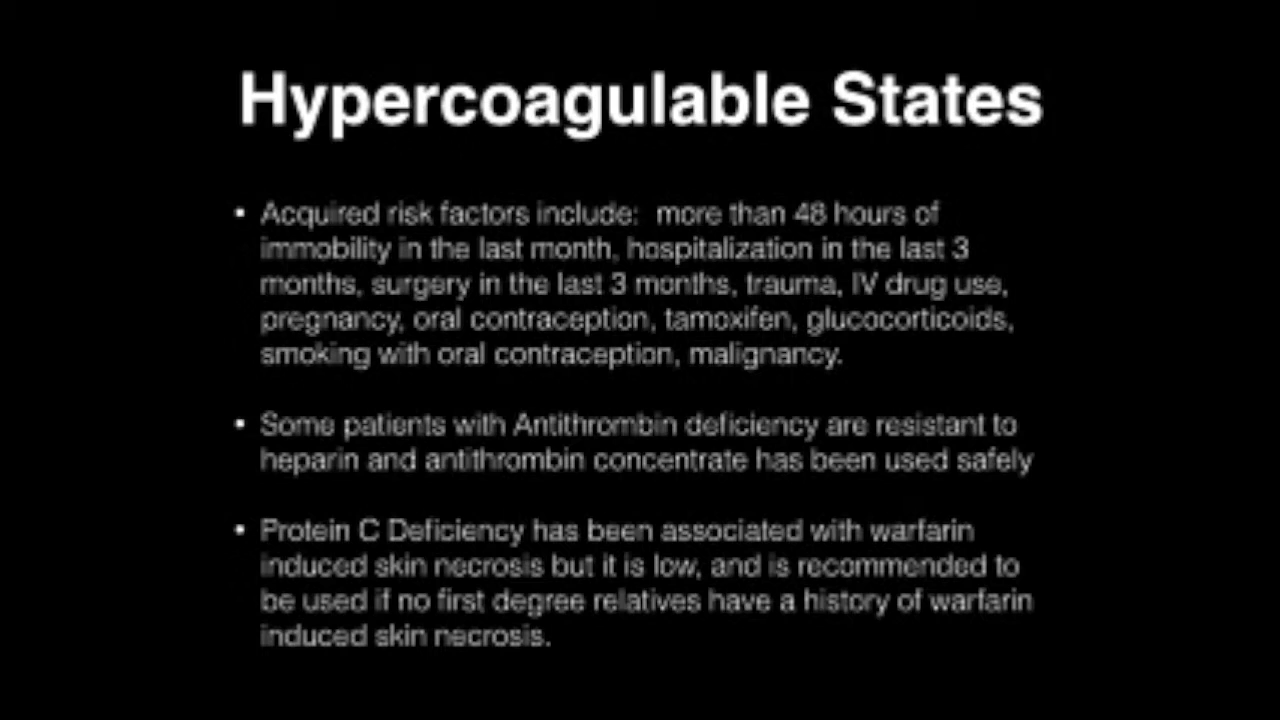 Hypercoagulable States
• Acquired risk factors include:  more than 48 hours of
immobility in the last month, hospitalization in the last 3
months, surgery in the last 3 months, trauma, IV drug use,
pregnancy, oral contraception, tamoxifen, glucocorticoids,
smoking with oral contraception, malignancy.
• Some patients with Antithrombin deficiency are resistant to
heparin and antithrombin concentrate has been used safely
• Protein C Deficiency has been associated with warfarin
induced skin necrosis but it is low, and is recommended to
be used if no first degree relatives have a history of warfarin
induced skin necrosis.